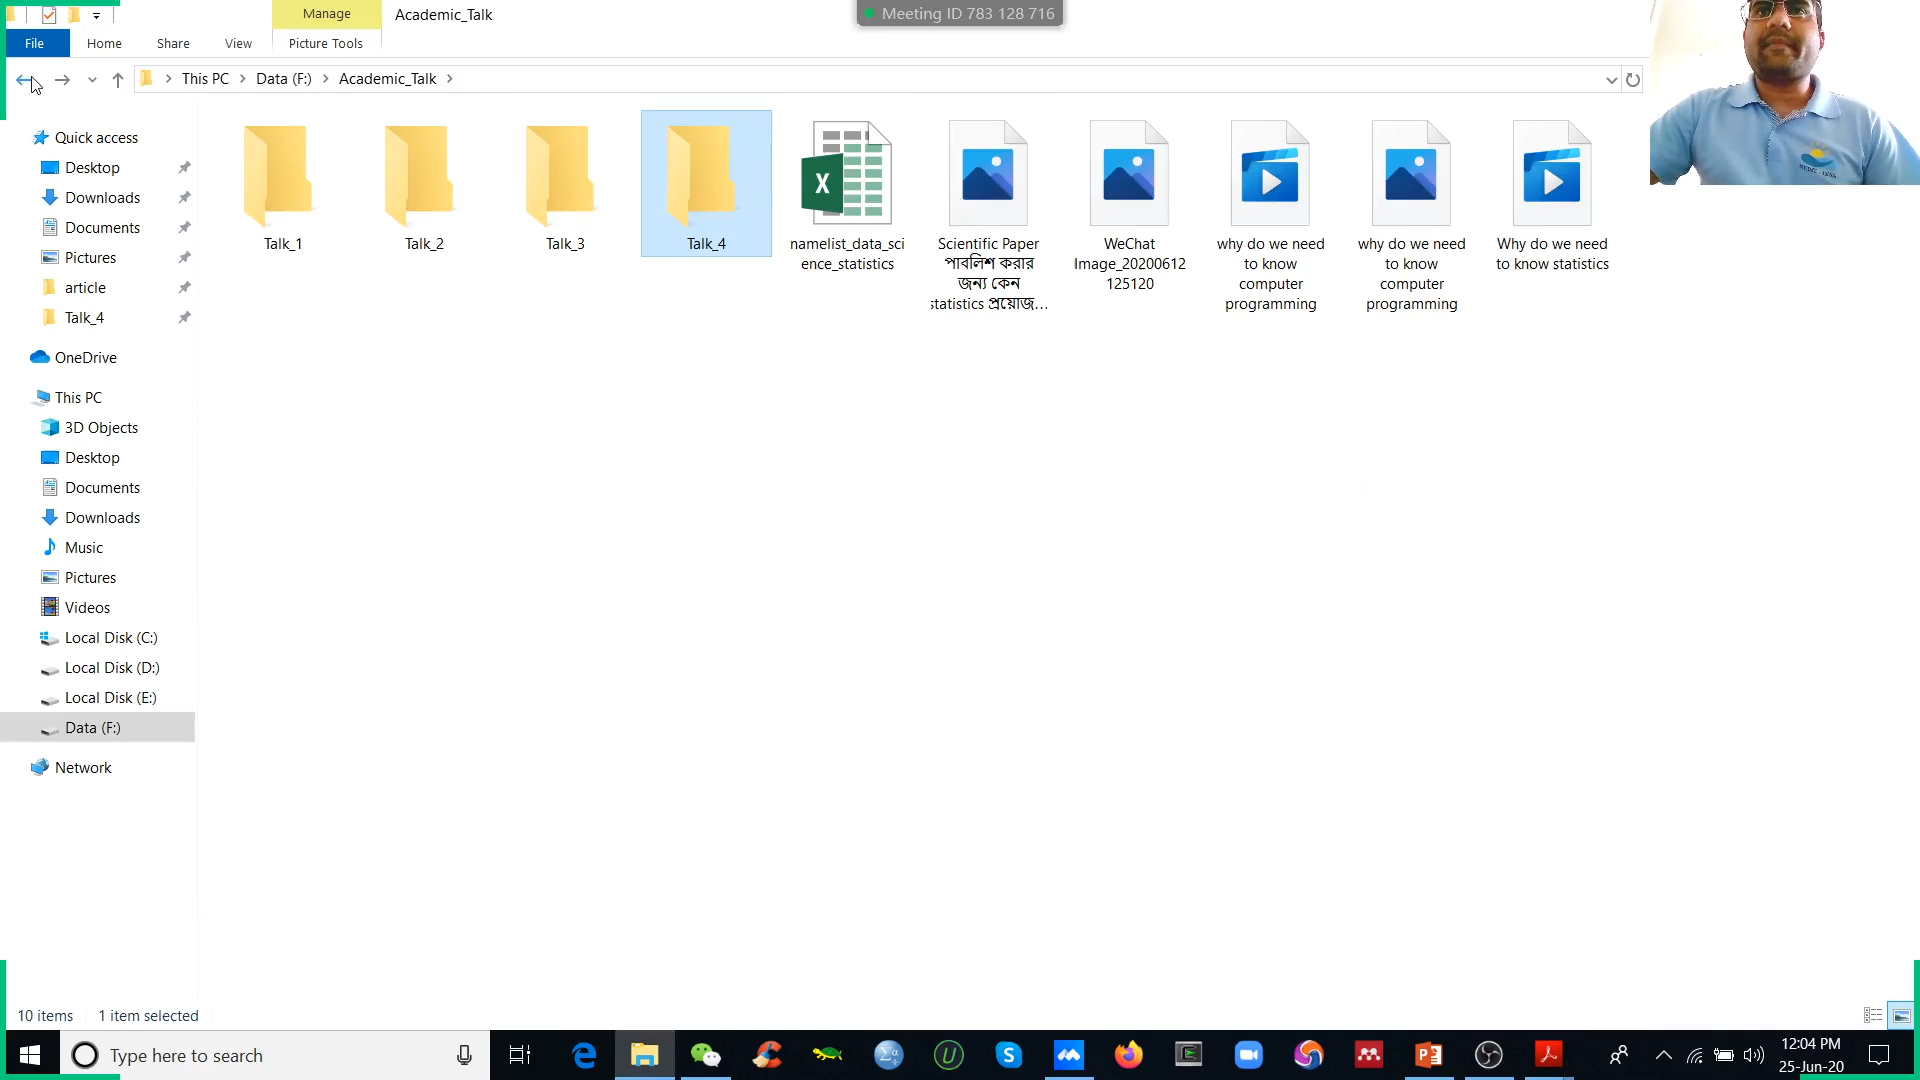 Manage
Academic_Talk
Meeting ID 783 128 716
File
Home
Share
View
Picture Tools
This PC
Data (F:)
Academic_Talk
Quick access
Desktop
Downloads
Documents
Pictures
article
Talk_4
OneDrive
This PC
3D Objects
Desktop
Documents
Downloads
Music
Pictures
Videos
Local Disk (C:)
Local Disk (D:)
Local Disk (E:)
Data (F:)
Network
Talk_1
Talk_2
Talk_3
Talk_4
namelist_data_sci
ence_statistics
Scientific Paper
পাবলিশ করার
জন্য কেন
statistics প্রয়োজ...
WeChat
Image_20200612
125120
why do we need
to know
computer
programming
why do we need
to know
computer
programming
Why do we need
to know statistics
10 items
1 item selected
Type here to search
12:04 PM
25-Jun-20